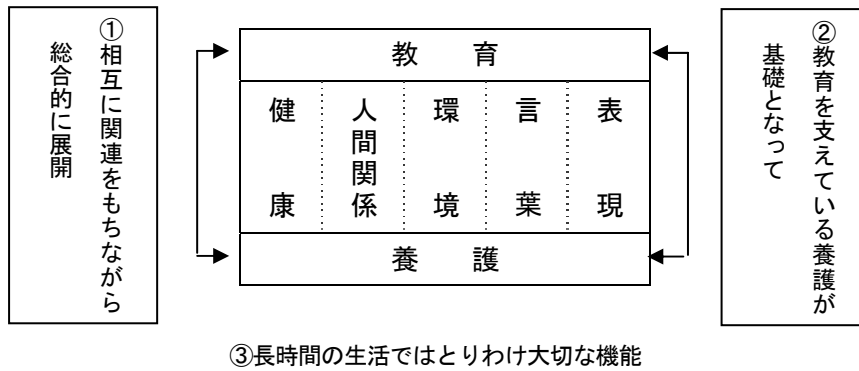 ①相互に関連をもちながら
総合的に展開
教育
健康
人間関係
環境
言葉
表現
養護
②教育を支えている養護が
基礎となって
③長時間の生活ではとりわけ大切な機能